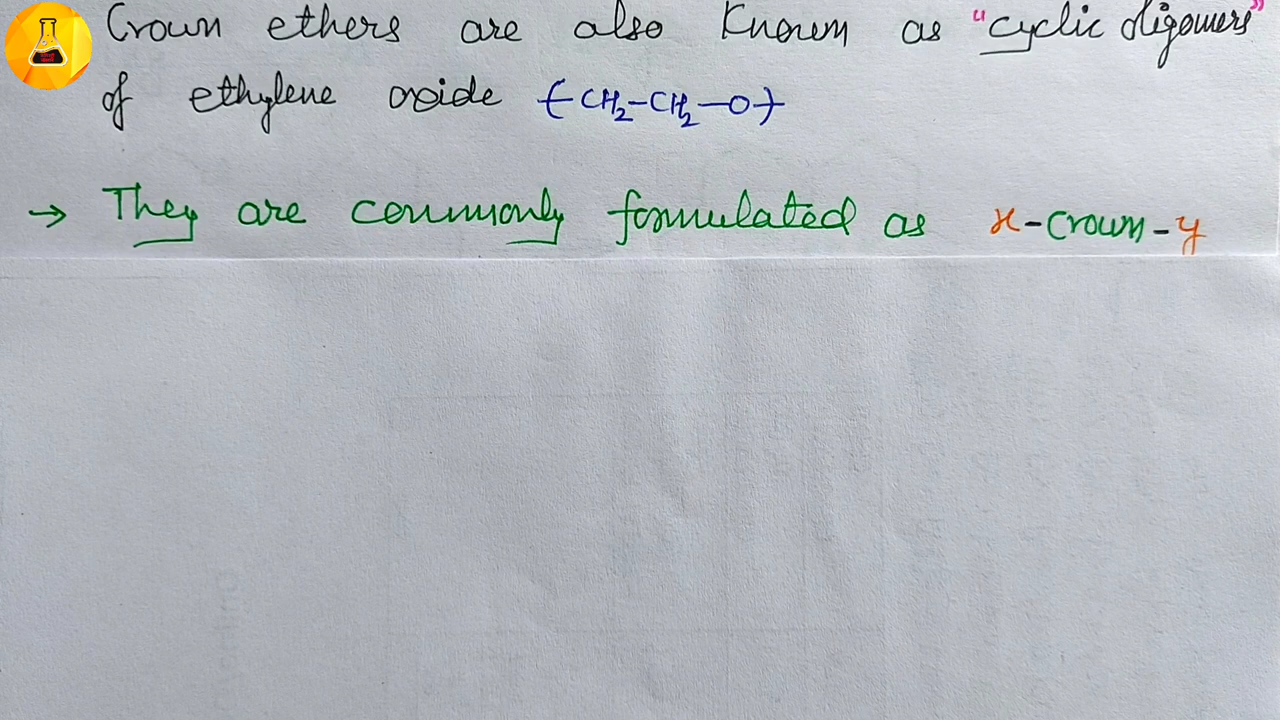 Crown ethers are also known as "cyclic oligomers"
of ethylene oxide (-CH₂-CH₂-O-)
→ They are commonly formulated as x-crown-y